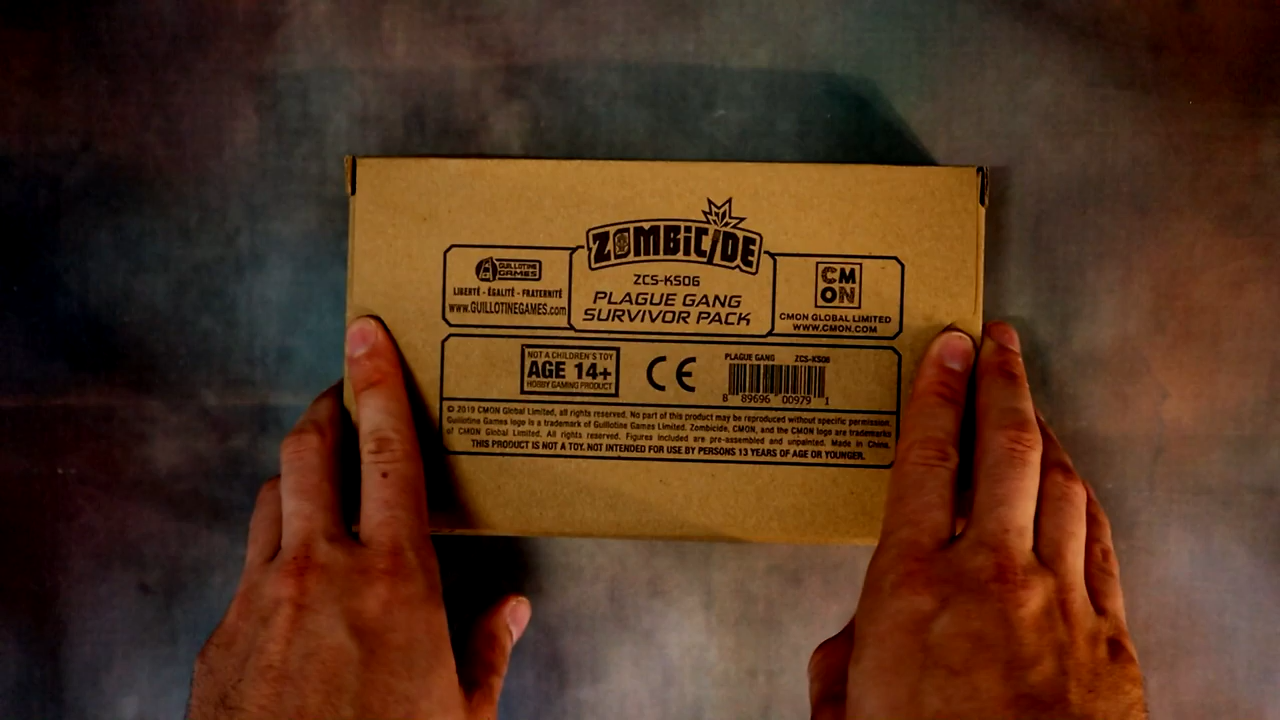 ZOMBICIDE
GUILLOTINE
GAMES
LIBERTÉ - ÉGALITÉ - FRATERNITÉ
www.GUILLOTINEGAMES.com
ZCS-KS06
PLAGUE GANG
SURVIVOR PACK
CM
ON
CMON GLOBAL LIMITED
WWW.CMON.COM
NOT A CHILDREN'S TOY
AGE 14+
HOBBY GAMING PRODUCT
CE
PLAGUE GANG ZCS-KS06
8 89696 00979 1
© 2019 CMON Global Limited, all rights reserved. No part of this product may be reproduced without specific permission.
Guillotine Games logo is a trademark of Guillotine Games Limited. Zombicide, CMON, and the CMON logo are trademarks
of CMON Global Limited, All rights reserved. Figures included are pre-assembled and unpainted. Made in China.
THIS PRODUCT IS NOT A TOY. NOT INTENDED FOR USE BY PERSONS 13 YEARS OF AGE OR YOUNGER.